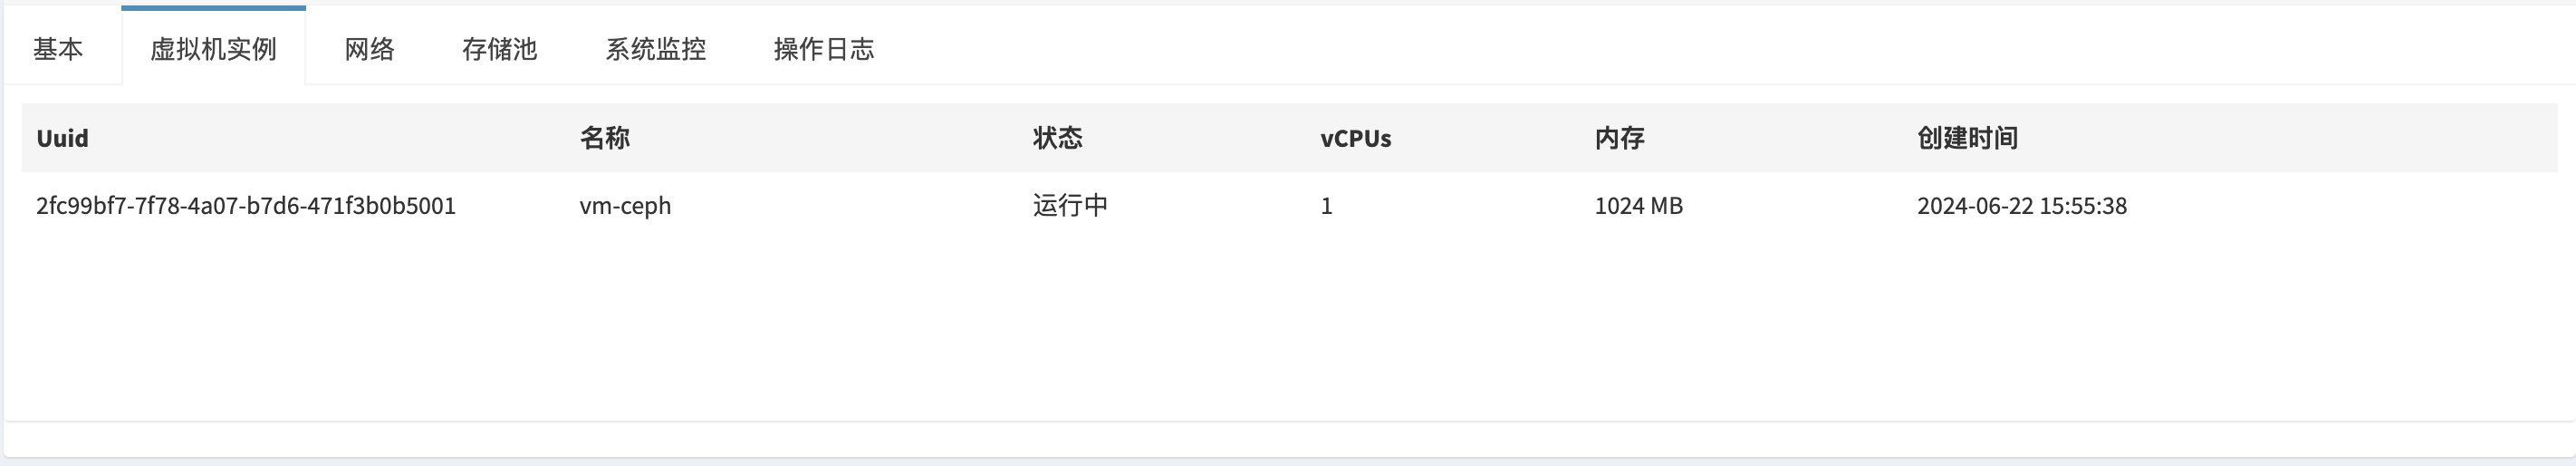 基本 虚拟机实例 网络 存储池 系统监控 操作日志
Uuid 名称 状态 vCPUs 内存 创建时间
2fc99bf7-7f78-4a07-b7d6-471f3b0b5001 vm-ceph 运行中 1 1024 MB 2024-06-22 15:55:38